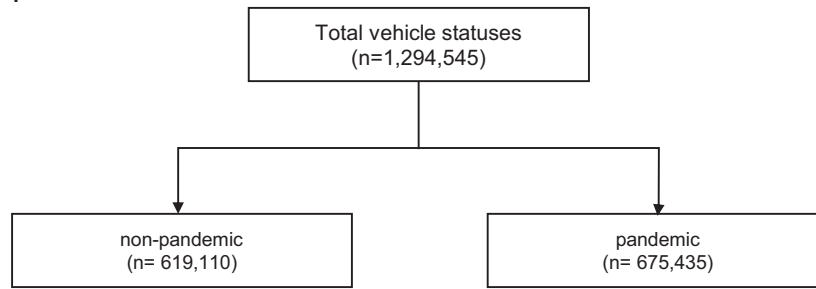 Total vehicle statuses
(n=1,294,545)
non-pandemic
(n= 619,110)
pandemic
(n= 675,435)